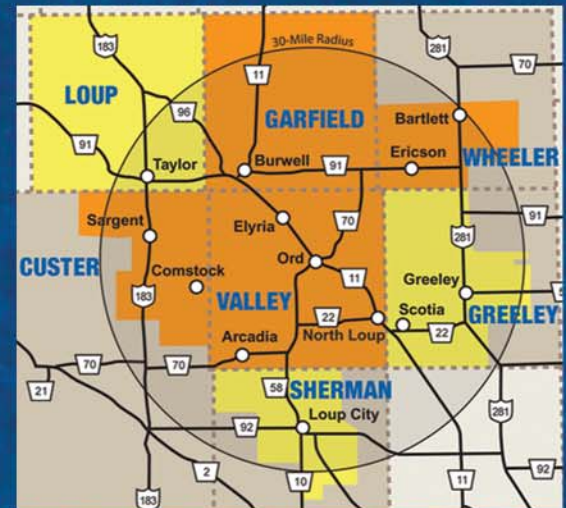 183
281
30-Mile Radius
11
70
LOUP
96
GARFIELD
Bartlett
91
Taylor
Burwell
91
Ericson
WHEELER
Sargent
Elyria
70
91
281
CUSTER
Comstock
Ord
Greeley
183
VALLEY
11
22
North Loup
Scotia
22
GREELEY
Arcadia
70
70
21
58
SHERMAN
Loup City
281
92
2
10
92
11
183